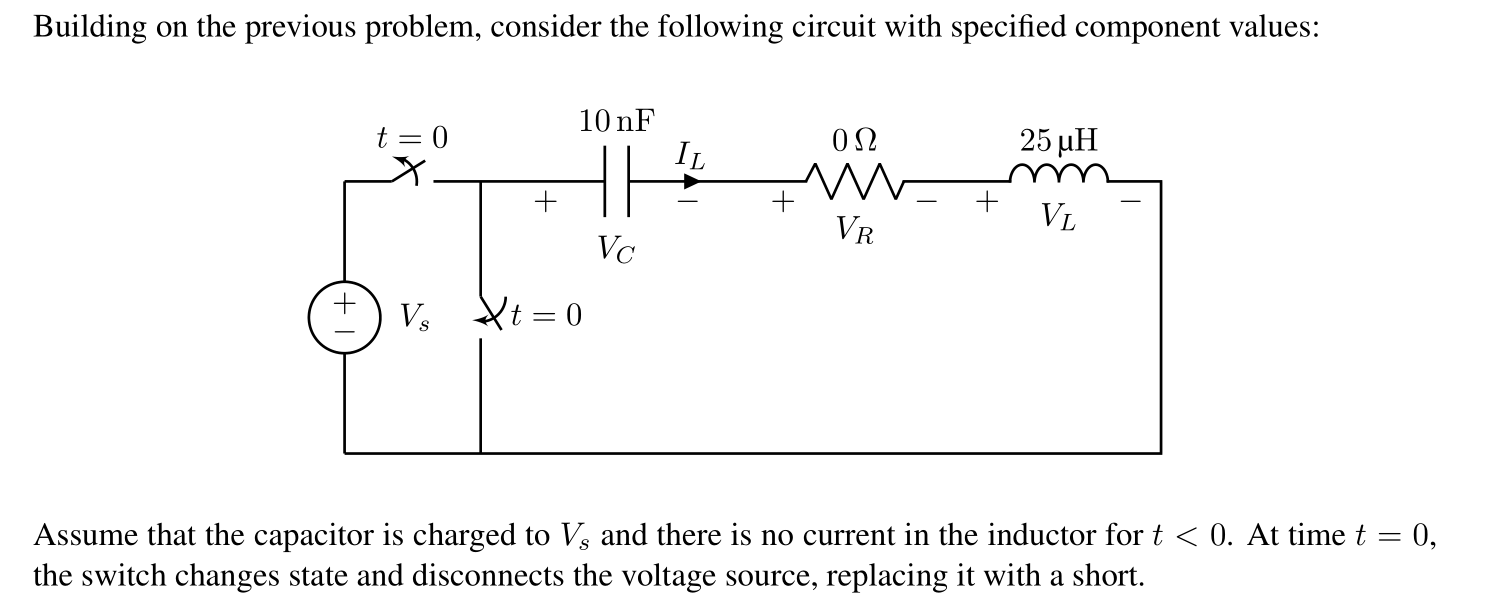 Building on the previous problem, consider the following circuit with specified component values:
10 nF
t = 0
I_L
0 Ω
25 μH
+
−
+
−
+
−
V_L
V_R
V_C
+
−
V_s
t = 0
Assume that the capacitor is charged to V_s and there is no current in the inductor for t < 0. At time t = 0,
the switch changes state and disconnects the voltage source, replacing it with a short.